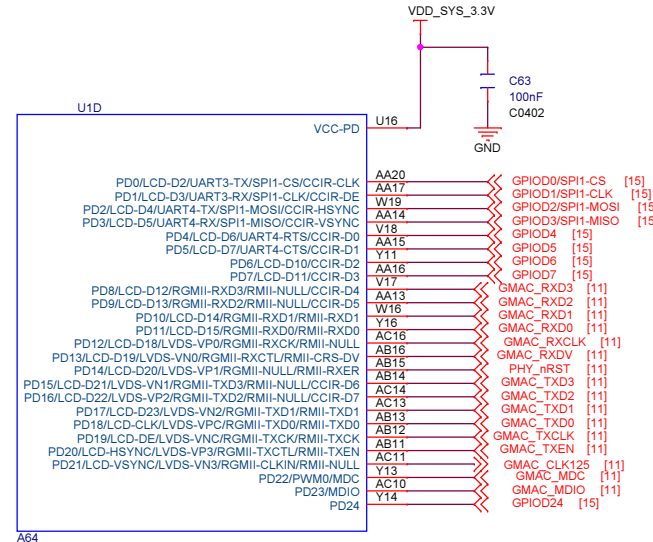 VDD_SYS_3.3V
C63
100nF
C0402
GND
U1D
VCC-PD U16
PD0/LCD-D2/UART3-TX/SPI1-CS/CCIR-CLK AA20 GPIOD0/SPI1-CS [15]
PD1/LCD-D3/UART3-RX/SPI1-CLK/CCIR-DE AA17 GPIOD1/SPI1-CLK [15]
PD2/LCD-D4/UART4-TX/SPI1-MOSI/CCIR-HSYNC W19 GPIOD2/SPI1-MOSI [15
PD3/LCD-D5/UART4-RX/SPI1-MISO/CCIR-VSYNC AA14 GPIOD3/SPI1-MISO [15
PD4/LCD-D6/UART4-RTS/CCIR-D0 V18 GPIOD4 [15]
PD5/LCD-D7/UART4-CTS/CCIR-D1 AA15 GPIOD5 [15]
PD6/LCD-D10/CCIR-D2 Y11 GPIOD6 [15]
PD7/LCD-D11/CCIR-D3 AA16 GPIOD7 [15]
PD8/LCD-D12/RGMII-RXD3/RMII-NULL/CCIR-D4 V17 GMAC_RXD3 [11]
PD9/LCD-D13/RGMII-RXD2/RMII-NULL/CCIR-D5 AA13 GMAC_RXD2 [11]
PD10/LCD-D14/RGMII-RXD1/RMII-RXD1 W16 GMAC_RXD1 [11]
PD11/LCD-D15/RGMII-RXD0/RMII-RXD0 Y16 GMAC_RXD0 [11]
PD12/LCD-D18/LVDS-VP0/RGMII-RXCK/RMII-NULL AC16 GMAC_RXCLK [11]
PD13/LCD-D19/LVDS-VN0/RGMII-RXCTL/RMII-CRS-DV AB16 GMAC_RXDV [11]
PD14/LCD-D20/LVDS-VP1/RGMII-NULL/RMII-RXER AB15 PHY_nRST [11]
PD15/LCD-D21/LVDS-VN1/RGMII-TXD3/RMII-NULL/CCIR-D6 AB14 GMAC_TXD3 [11]
PD16/LCD-D22/LVDS-VP2/RGMII-TXD2/RMII-NULL/CCIR-D7 AC14 GMAC_TXD2 [11]
PD17/LCD-D23/LVDS-VN2/RGMII-TXD1/RMII-TXD1 AC13 GMAC_TXD1 [11]
PD18/LCD-CLK/LVDS-VPC/RGMII-TXD0/RMII-TXD0 AB13 GMAC_TXD0 [11]
PD19/LCD-DE/LVDS-VNC/RGMII-TXCK/RMII-TXCK AB12 GMAC_TXCLK [11]
PD20/LCD-HSYNC/LVDS-VP3/RGMII-TXCTL/RMII-TXEN AB11 GMAC_TXEN [11]
PD21/LCD-VSYNC/LVDS-VN3/RGMII-CLKIN/RMII-NULL AC11 GMAC_CLK125 [11]
PD22/PWM0/MDC Y13 GMAC_MDC [11]
PD23/MDIO AC10 GMAC_MDIO [11]
PD24 Y14 GPIOD24 [15]
A64